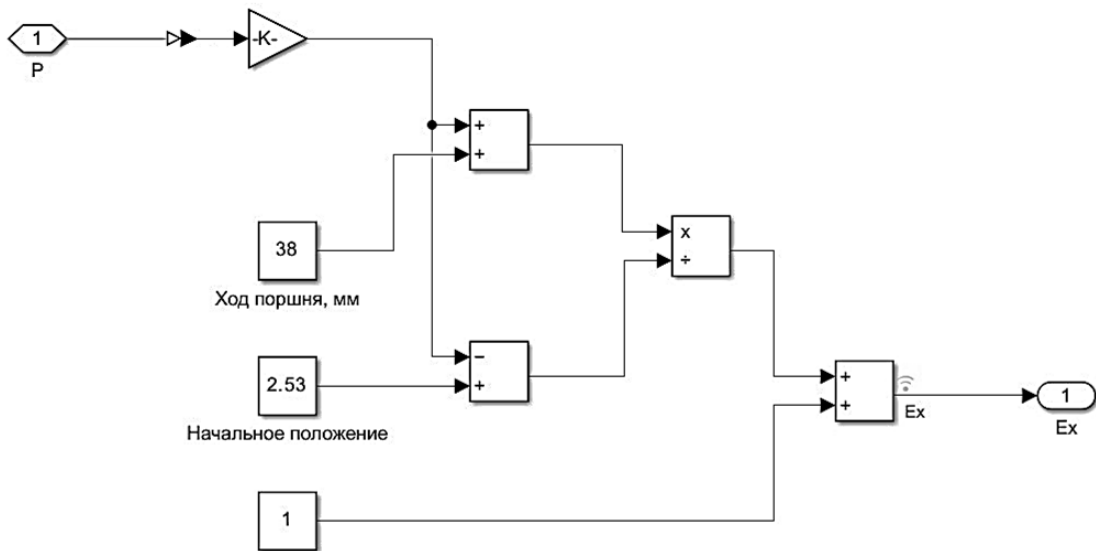 1
P
-K-
+
+
38
Ход поршня, мм
x
÷
−
+
2.53
Начальное положение
+
+
Ex
1
Ex
1